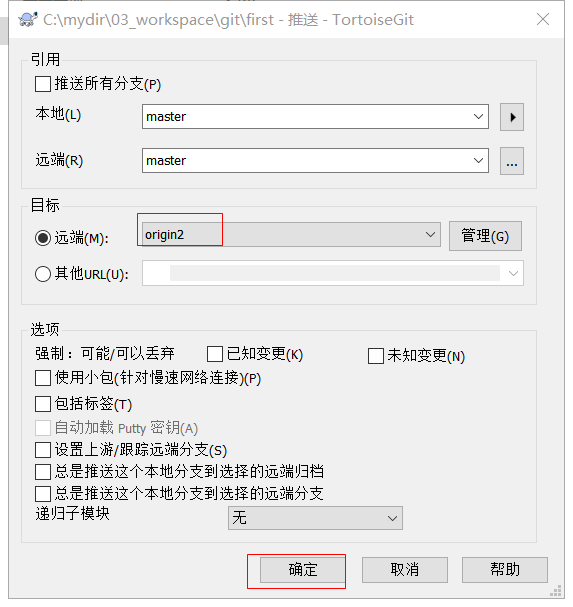 C:\mydir\03_workspace\git\first - 推送 - TortoiseGit
引用
推送所有分支(P)
本地(L)
master
远端(R)
master
...
目标
远端(M):
origin2
管理(G)
其他URL(U):
选项
强制：可能/可以丢弃
已知变更(K)
未知变更(N)
使用小包(针对慢速网络连接)(P)
包括标签(T)
自动加载 Putty 密钥(A)
设置上游/跟踪远端分支(S)
总是推送这个本地分支到选择的远端归档
总是推送这个本地分支到选择的远端分支
递归子模块
无
确定
取消
帮助